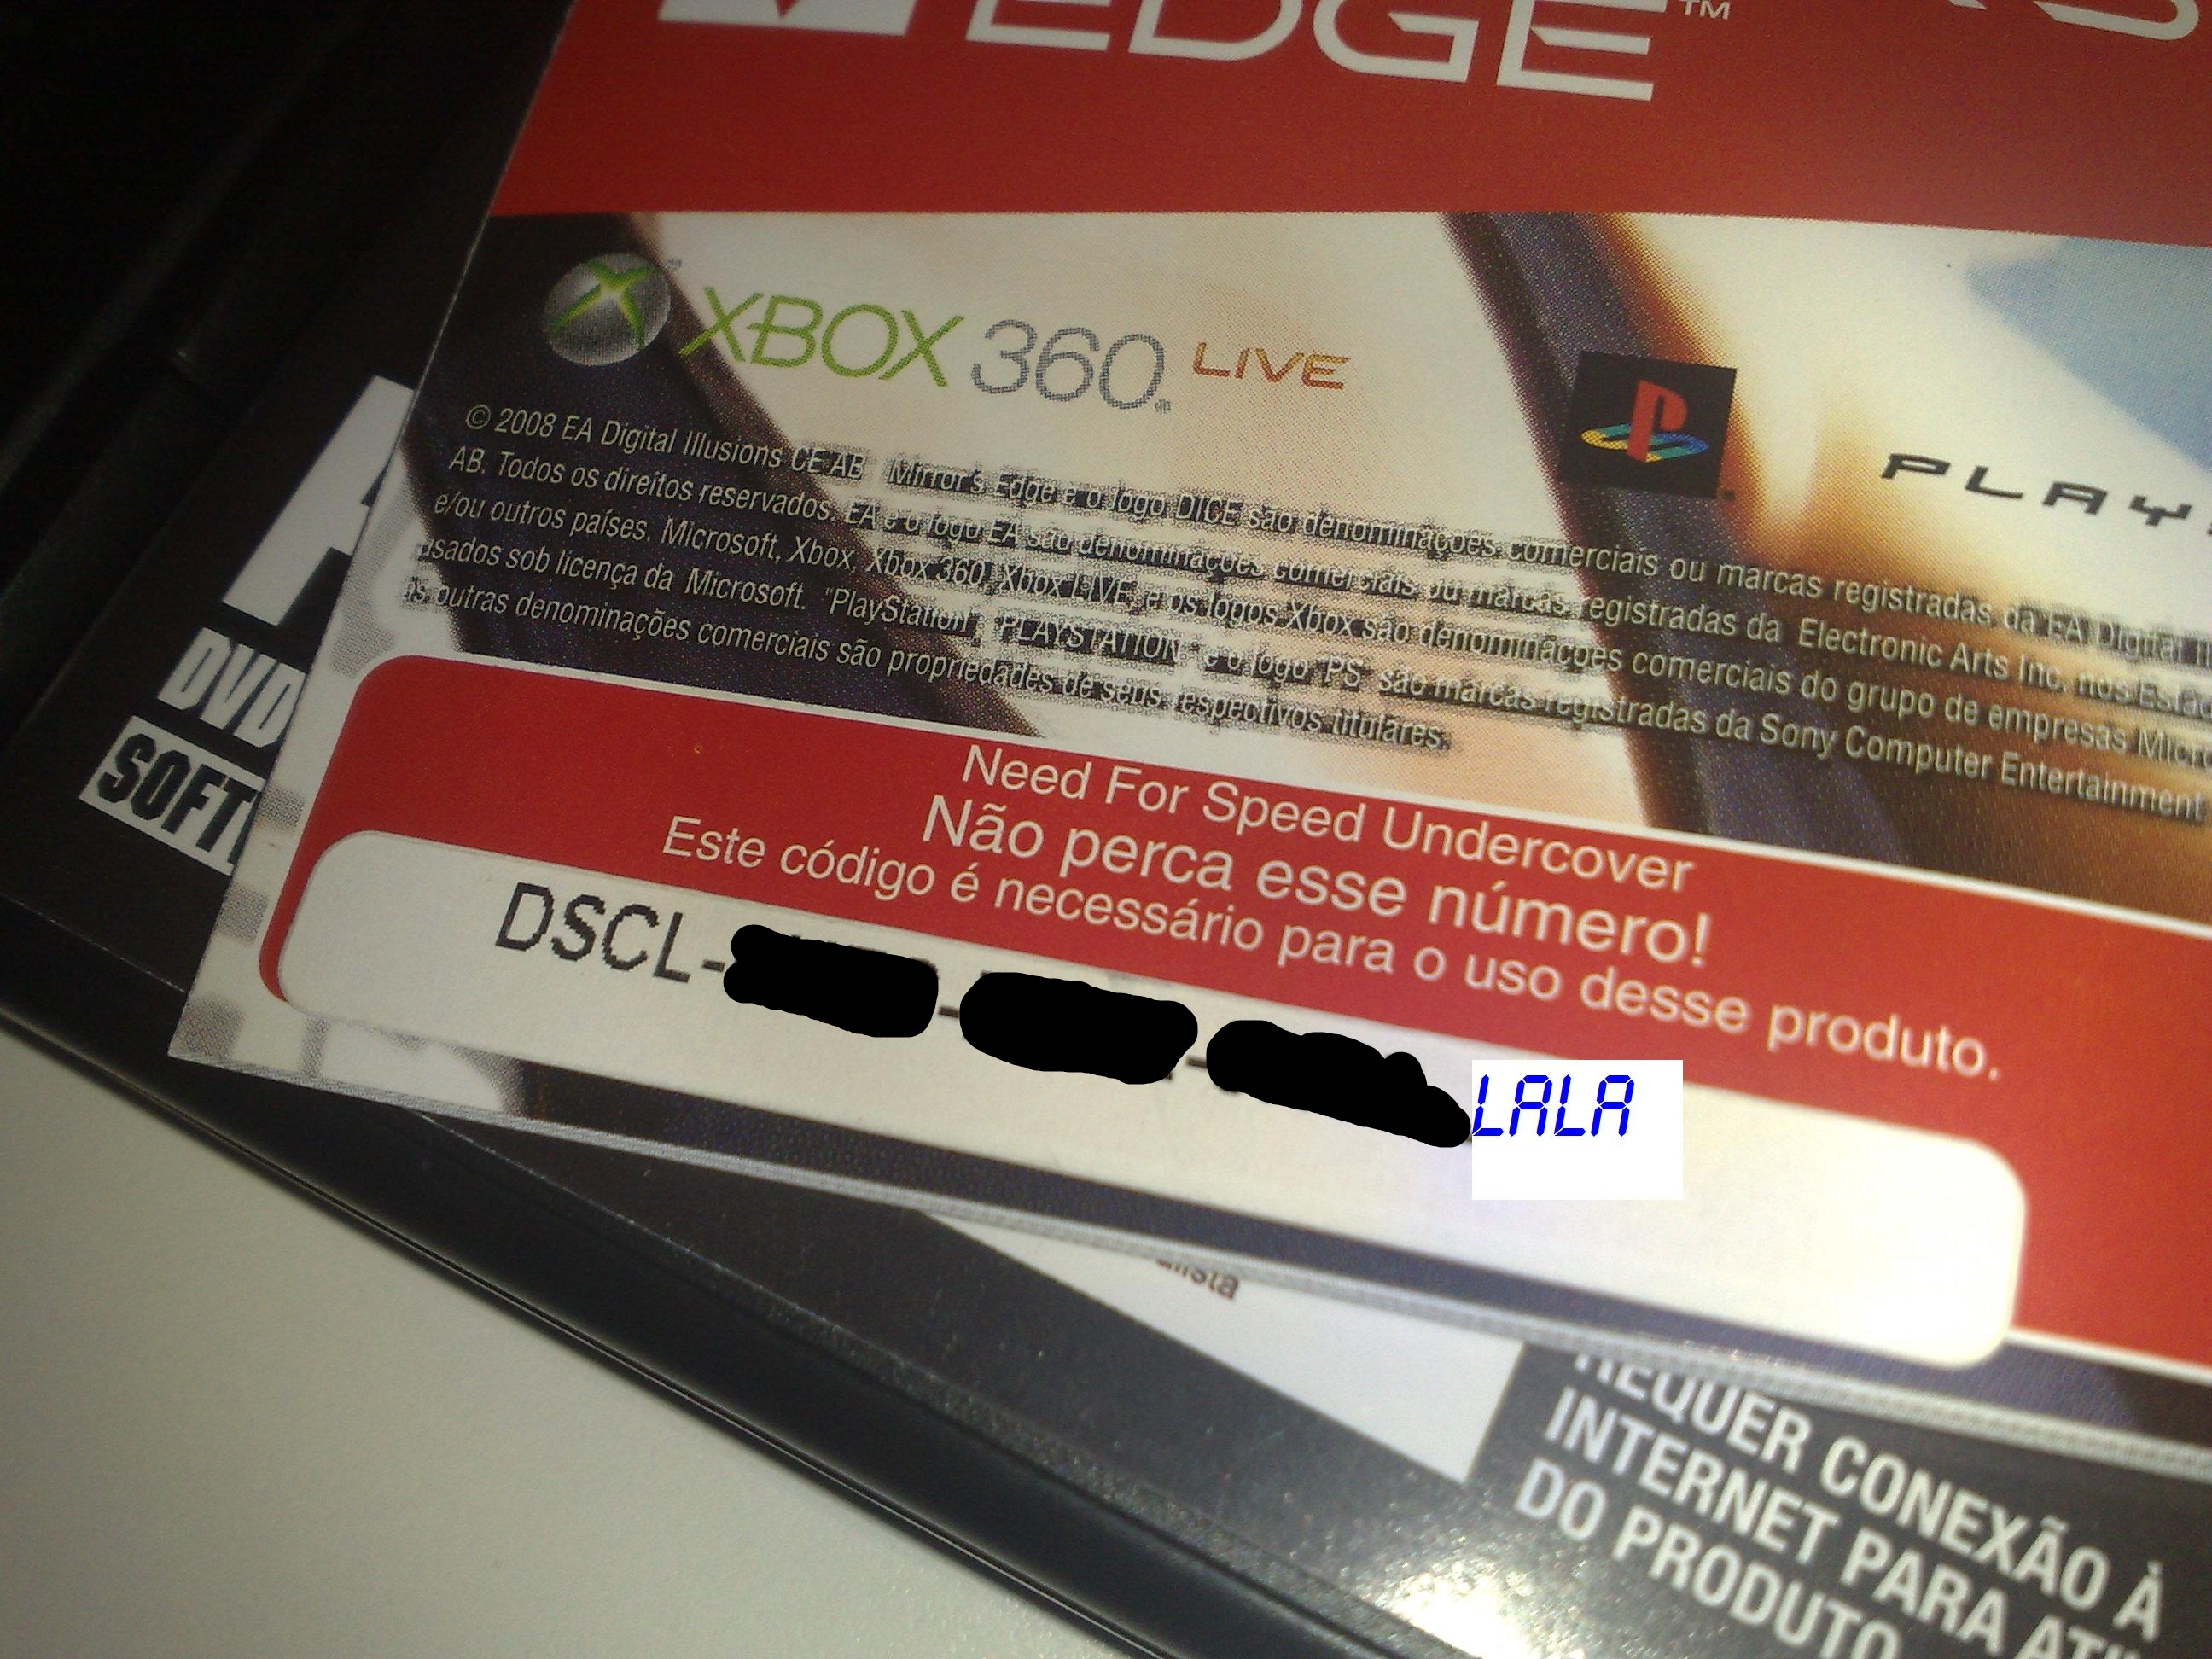 EDGE™
XBOX 360. LIVE
PLAY
© 2008 EA Digital Illusions CE AB. Mirror's Edge e o logo DICE são denominações comerciais ou marcas registradas da EA Digital
AB. Todos os direitos reservados. EA e o logo EA são denominações comerciais ou marcas registradas da Electronic Arts Inc. nos
e/ou outros países. Microsoft, Xbox, Xbox 360, Xbox LIVE, e os logos Xbox são denominações comerciais do grupo de empresas
usados sob licença da Microsoft. "PlayStation", "PLAYSTATION" e o logo "PS" são marcas registradas da Sony Computer Entertainment
as outras denominações comerciais são propriedades de seus respectivos titulares.
Need For Speed Undercover
Não perca esse número!
Este código é necessário para o uso desse produto.
DSCL- - - LALA
DVD
SOFT
REQUER CONEXÃO À
INTERNET PARA
DO PRODUTO